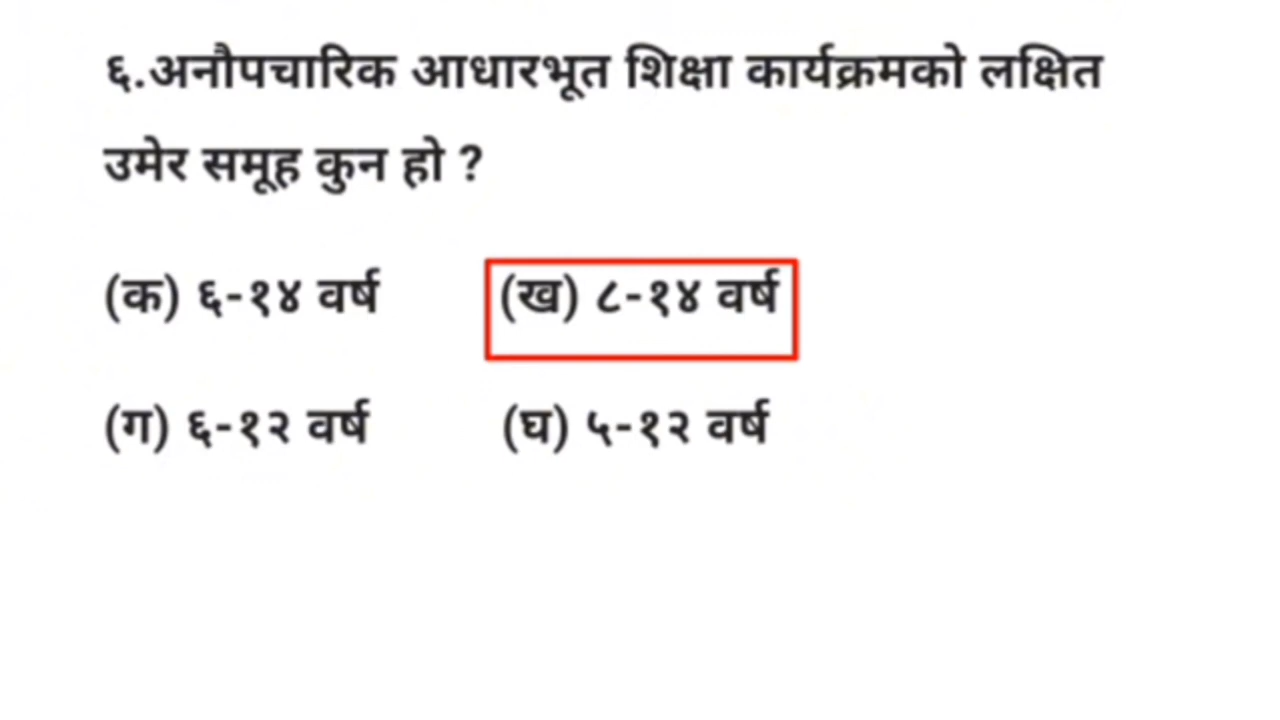 ६.अनौपचारिक आधारभूत शिक्षा कार्यक्रमको लक्षित
उमेर समूह कुन हो ?
(क) ६-१४ वर्ष (ख) ८-१४ वर्ष
(ग) ६-१२ वर्ष (घ) ५-१२ वर्ष